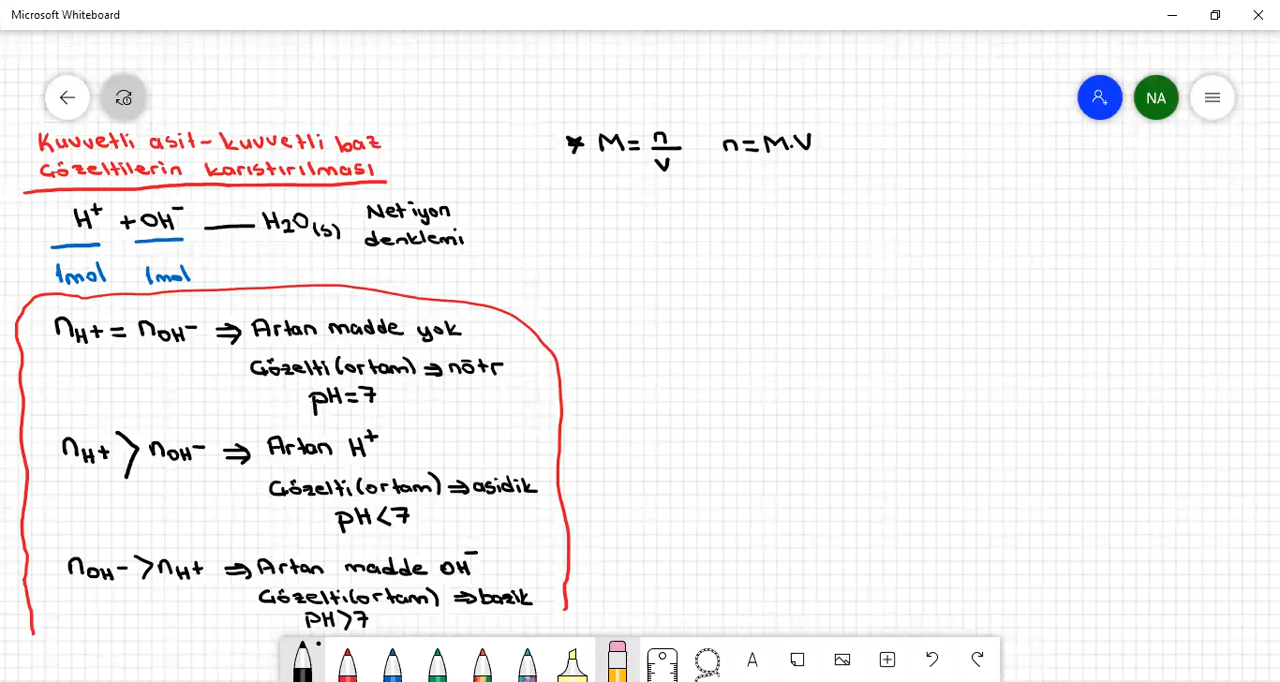 Microsoft Whiteboard
NA
Kuvvetli asit-kuvvetli baz
Çözeltilerin karıstırılması
H⁺ + OH⁻ — H₂O(s) Net iyon
denklemi
1mol 1mol
nH+ = nOH- ⇒ Artan madde yok
Çözelti(ortam) ⇒ nötr
pH=7
nH+ > nOH- ⇒ Artan H⁺
Çözelti(ortam) ⇒ asidik
pH<7
nOH- > nH+ ⇒ Artan madde OH⁻
Çözelti(ortam) ⇒ bazik
pH>7
* M = n/v n=M.V
A